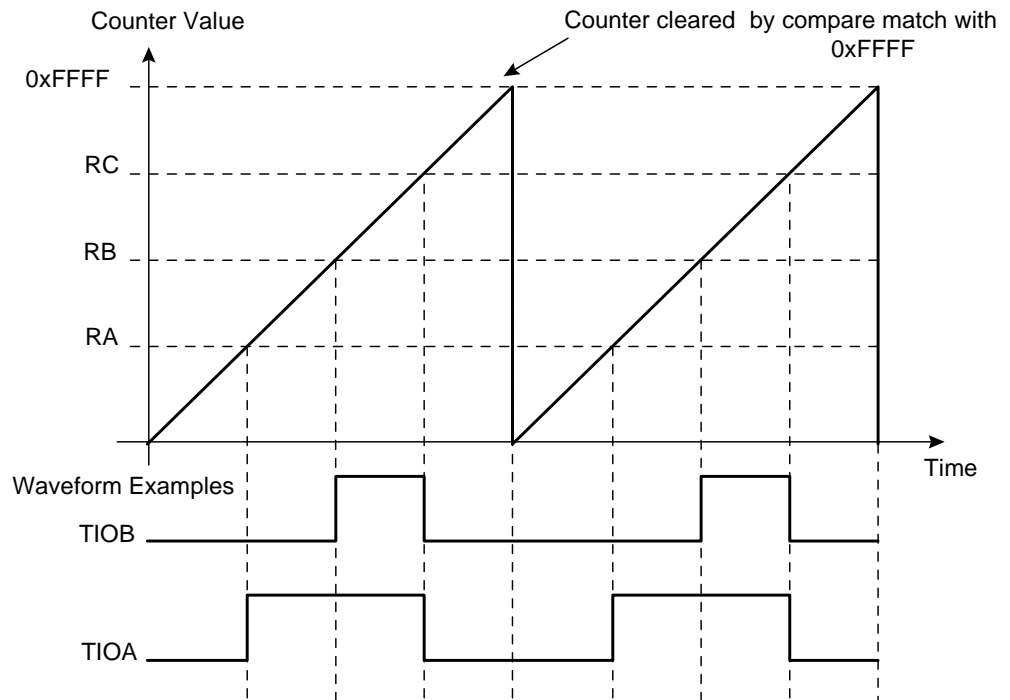 Counter Value
Counter cleared by compare match with
0xFFFF
0xFFFF
RC
RB
RA
Time
Waveform Examples
TIOB
TIOA